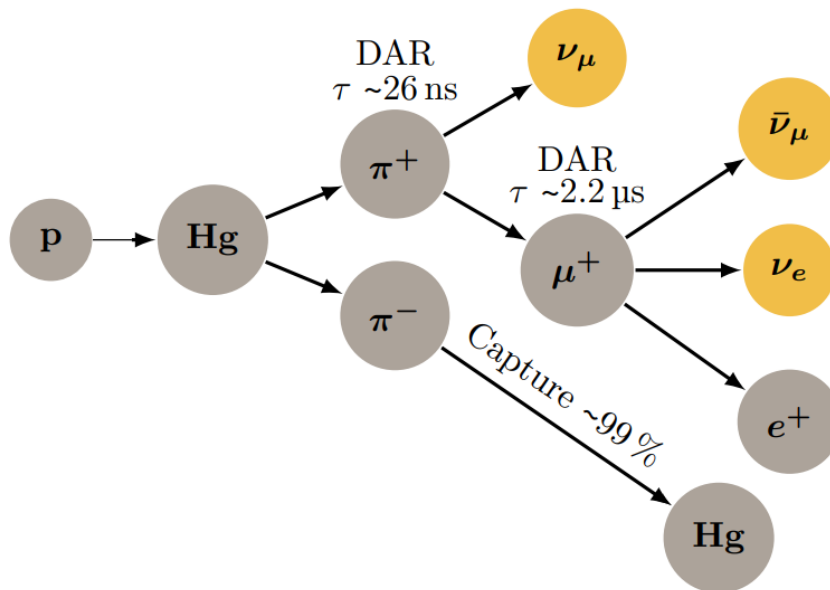 DAR
τ ~26 ns
ν_μ
ν̄_μ
π⁺
DAR
τ ~2.2 µs
p
Hg
μ⁺
ν_e
π⁻
Capture ~99 %
e⁺
Hg